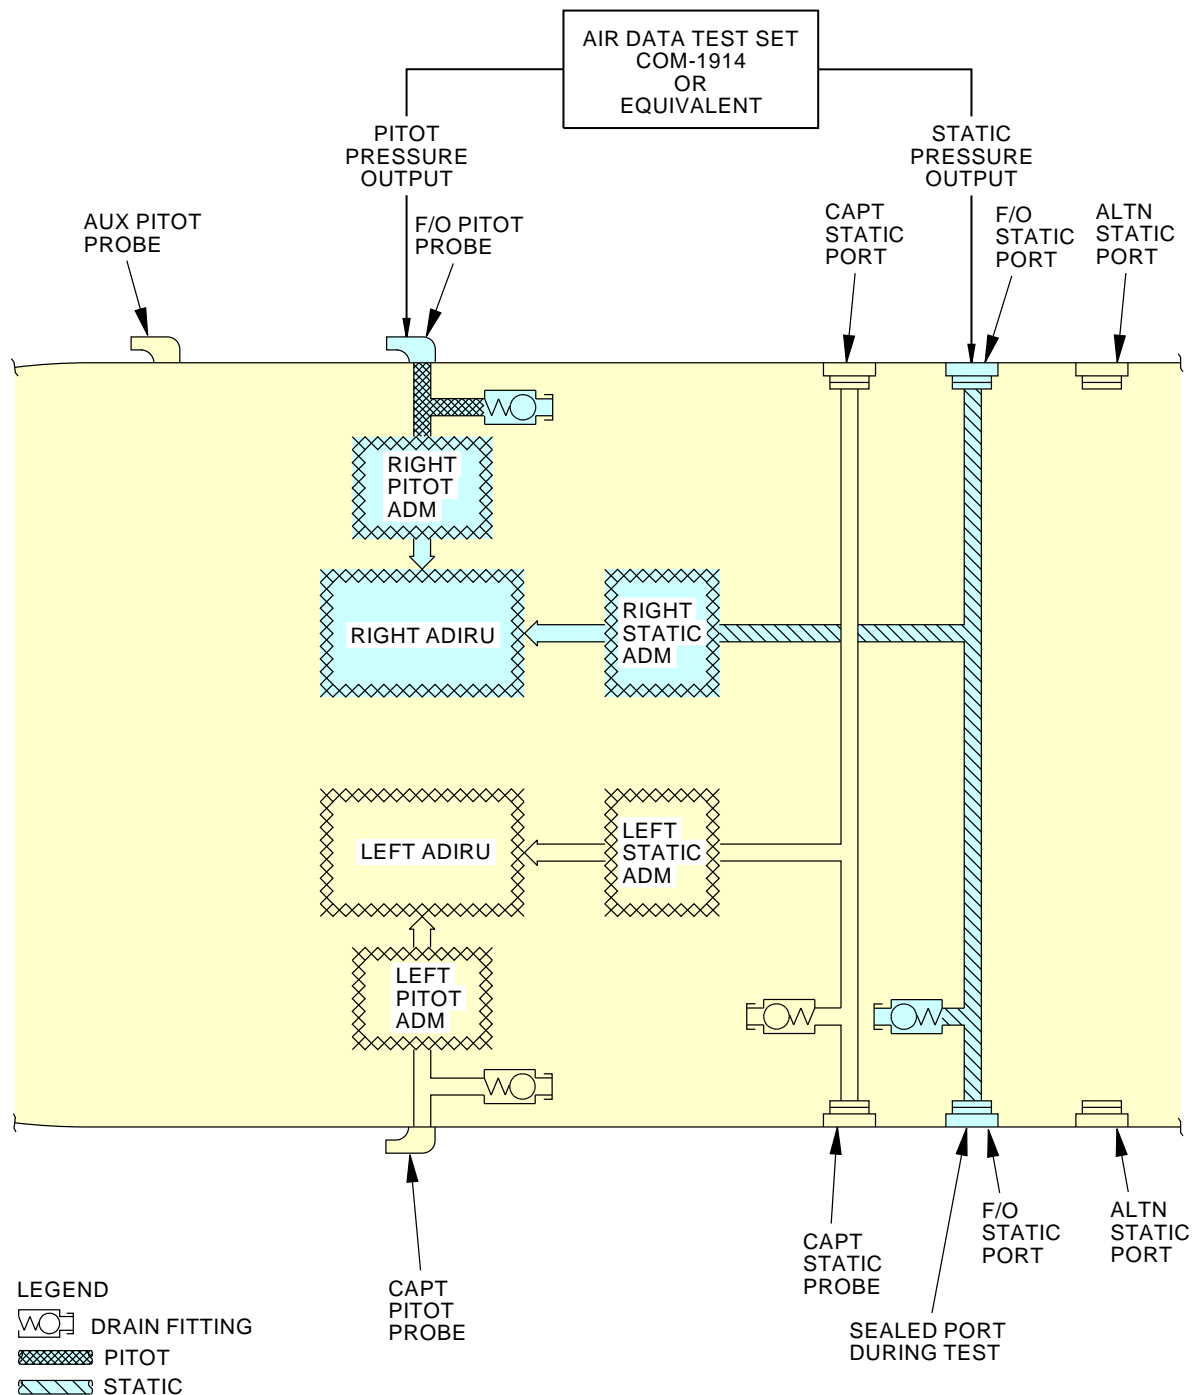 AIR DATA TEST SET
COM-1914
OR
EQUIVALENT
PITOT
PRESSURE
OUTPUT
STATIC
PRESSURE
OUTPUT
AUX PITOT
PROBE
F/O PITOT
PROBE
CAPT
STATIC
PORT
F/O
STATIC
PORT
ALTN
STATIC
PORT
RIGHT
PITOT
ADM
RIGHT ADIRU
RIGHT
STATIC
ADM
LEFT ADIRU
LEFT
STATIC
ADM
LEFT
PITOT
ADM
CAPT
PITOT
PROBE
CAPT
STATIC
PROBE
F/O
STATIC
PORT
ALTN
STATIC
PORT
SEALED PORT
DURING TEST
LEGEND
DRAIN FITTING
PITOT
STATIC